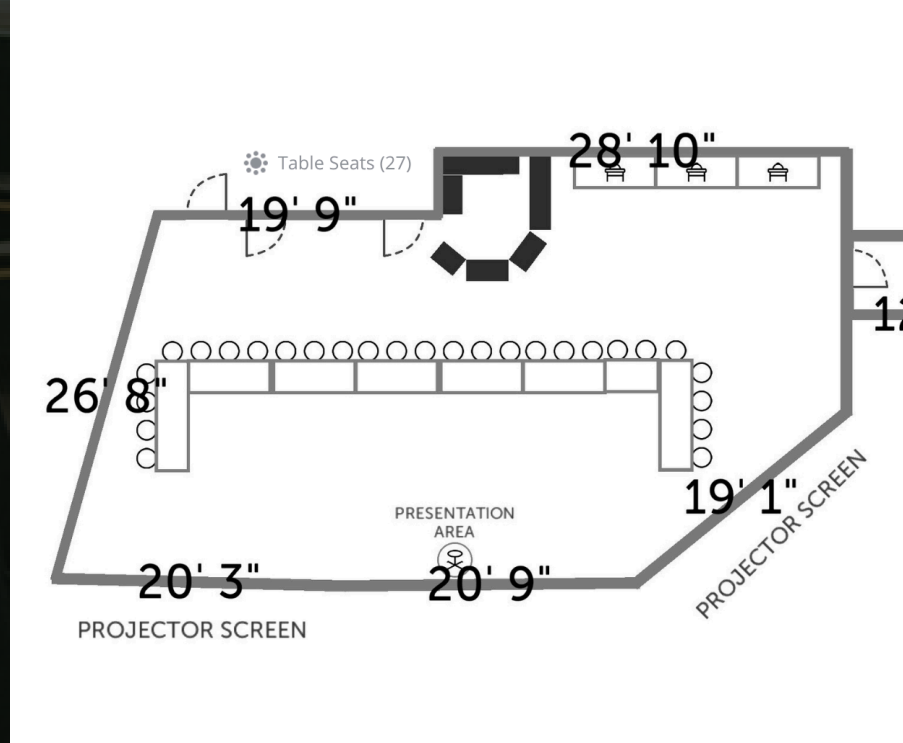 28' 10"
Table Seats (27)
19' 9"
12
26' 8"
19' 1"
PROJECTOR SCREEN
PRESENTATION
AREA
20' 3"
20' 9"
PROJECTOR SCREEN